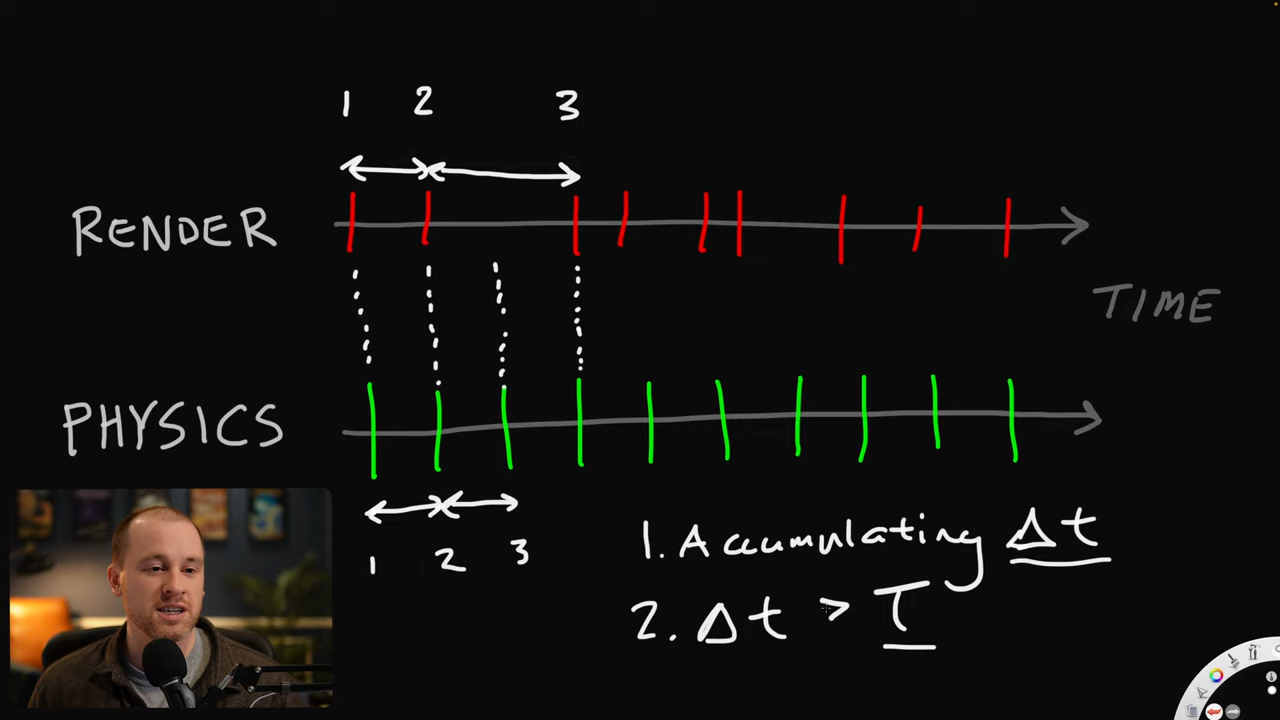 1 2 3
RENDER
TIME
PHYSICS
1 2 3
1. Accumulating Δt
2. Δt > T